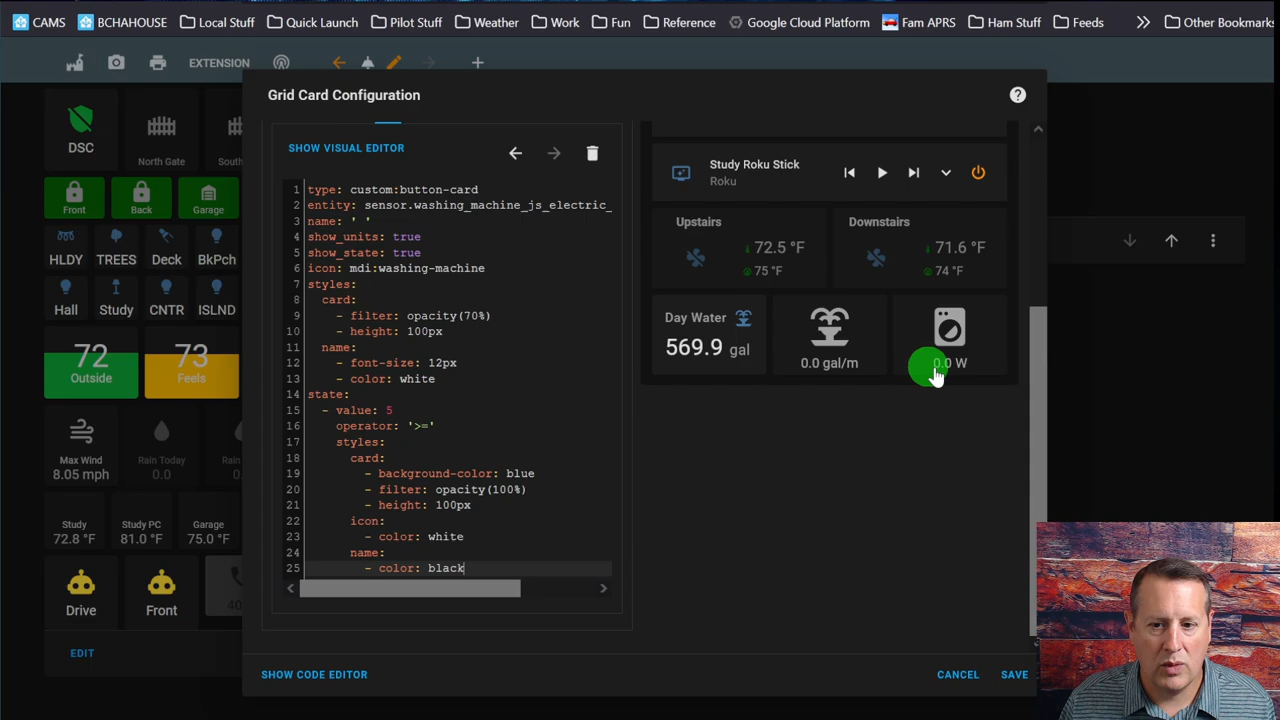 CAMS BCHAHOUSE Local Stuff Quick Launch Pilot Stuff Weather Work Fun Reference Google Cloud Platform Fam APRS Ham Stuff Feeds Other Bookmarks
EXTENSION
Grid Card Configuration
DSC
North Gate
Front
Back
Garage
HLDY
TREES
Deck
BkPch
Hall
Study
CNTR
ISLND
72
Outside
73
Feels
Max Wind
8.05 mph
Rain Today
0.0
Study
72.8 °F
Study PC
81.0 °F
Garage
75.0 °F
Drive
Front
EDIT
SHOW VISUAL EDITOR
1 type: custom:button-card
2 entity: sensor.washing_machine_js_electric_
3 name: ' '
4 show_units: true
5 show_state: true
6 icon: mdi:washing-machine
7 styles:
8 card:
9 - filter: opacity(70%)
10 - height: 100px
11 name:
12 - font-size: 12px
13 - color: white
14 state:
15 - value: 5
16 operator: '>='
17 styles:
18 card:
19 - background-color: blue
20 - filter: opacity(100%)
21 - height: 100px
22 icon:
23 - color: white
24 name:
25 - color: black
Study Roku Stick
Roku
Upstairs
72.5 °F
75 °F
Downstairs
71.6 °F
74 °F
Day Water
569.9 gal
0.0 gal/m
0.0 W
SHOW CODE EDITOR
CANCEL
SAVE